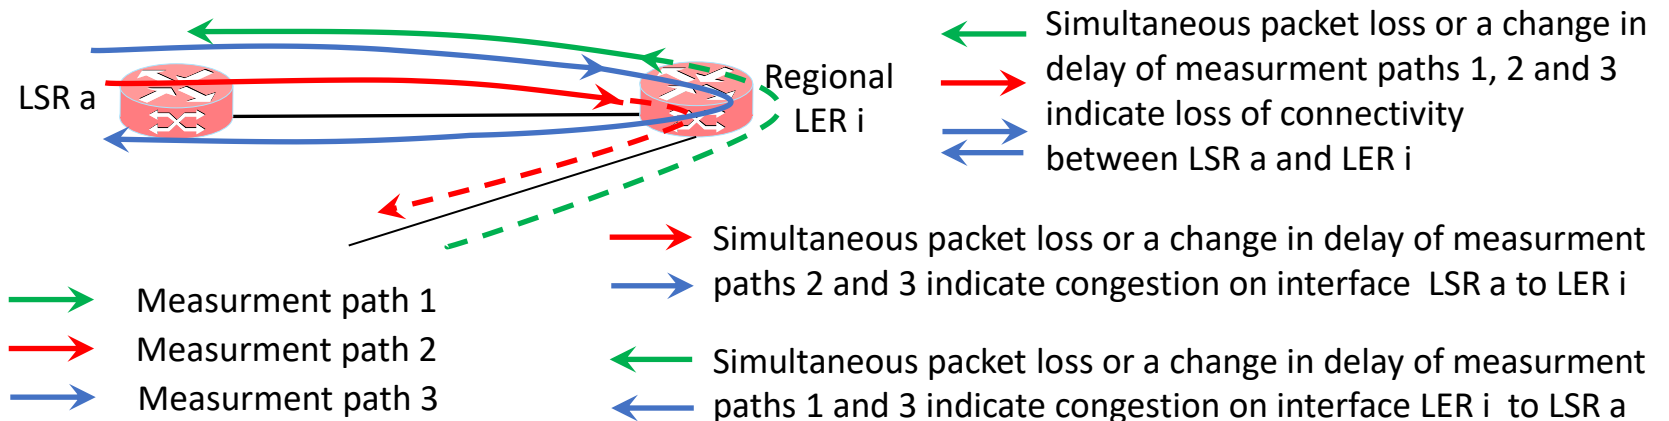 LSR a
Regional
LER i
Simultaneous packet loss or a change in
delay of measurment paths 1, 2 and 3
indicate loss of connectivity
between LSR a and LER i
Simultaneous packet loss or a change in delay of measurment
paths 2 and 3 indicate congestion on interface  LSR a to LER i
Measurment path 1
Measurment path 2
Measurment path 3
Simultaneous packet loss or a change in delay of measurment
paths 1 and 3 indicate congestion on interface LER i  to LSR a